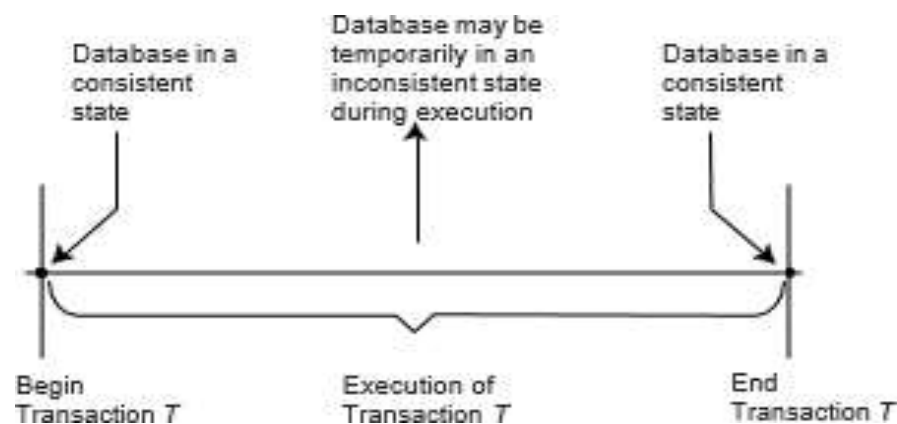 Database in a
consistent
state
Database may be
temporarily in an
inconsistent state
during execution
Database in a
consistent
state
Begin
Transaction T
Execution of
Transaction T
End
Transaction T